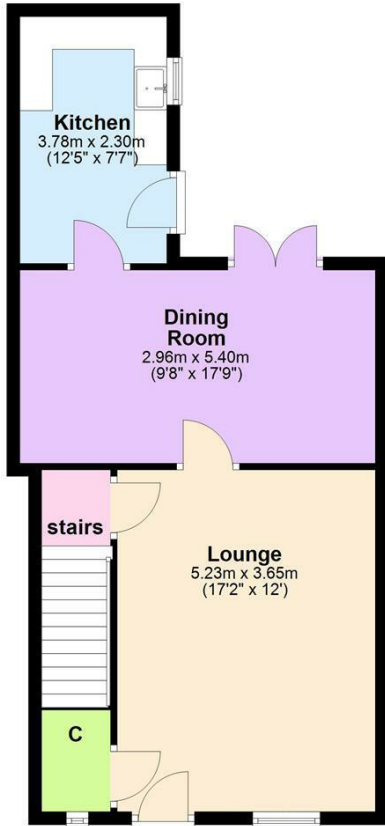 Kitchen
3.78m x 2.30m
(12'5" x 7'7")
Dining
Room
2.96m x 5.40m
(9'8" x 17'9")
stairs
Lounge
5.23m x 3.65m
(17'2" x 12')
C